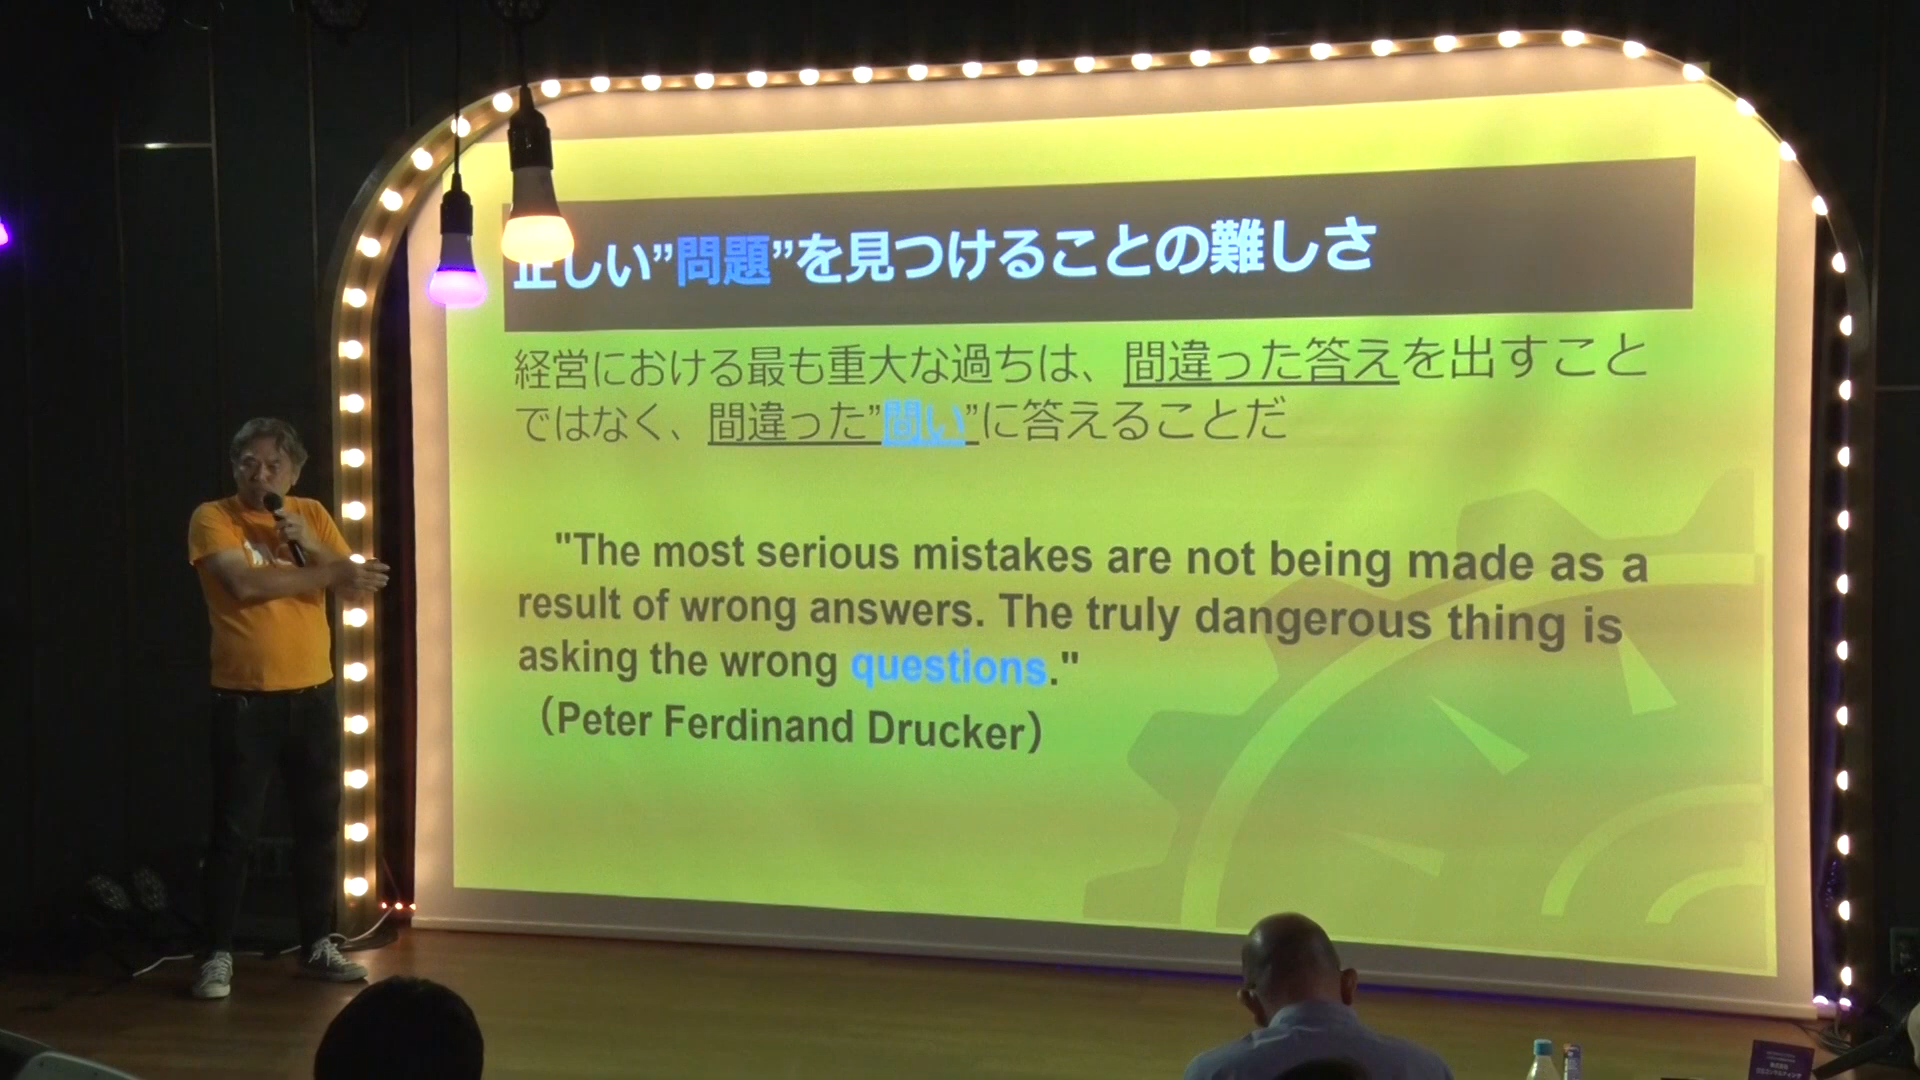 正しい”問題”を見つけることの難しさ
経営における最も重大な過ちは、間違った答えを出すこと
ではなく、間違った”問い”に答えることだ
"The most serious mistakes are not being made as a
result of wrong answers. The truly dangerous thing is
asking the wrong questions."
（Peter Ferdinand Drucker）